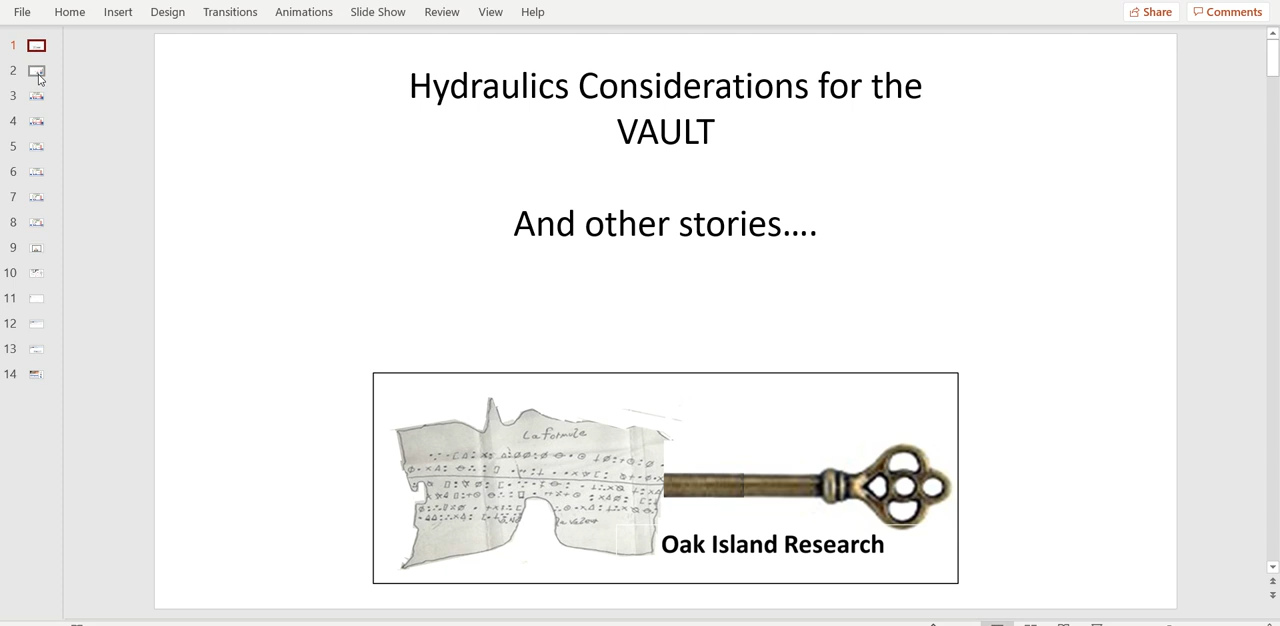 File Home Insert Design Transitions Animations Slide Show Review View Help Share Comments
1
2
3
4
5
6
7
8
9
10
11
12
13
14
Hydraulics Considerations for the
VAULT
And other stories....
La formule
Oak Island Research